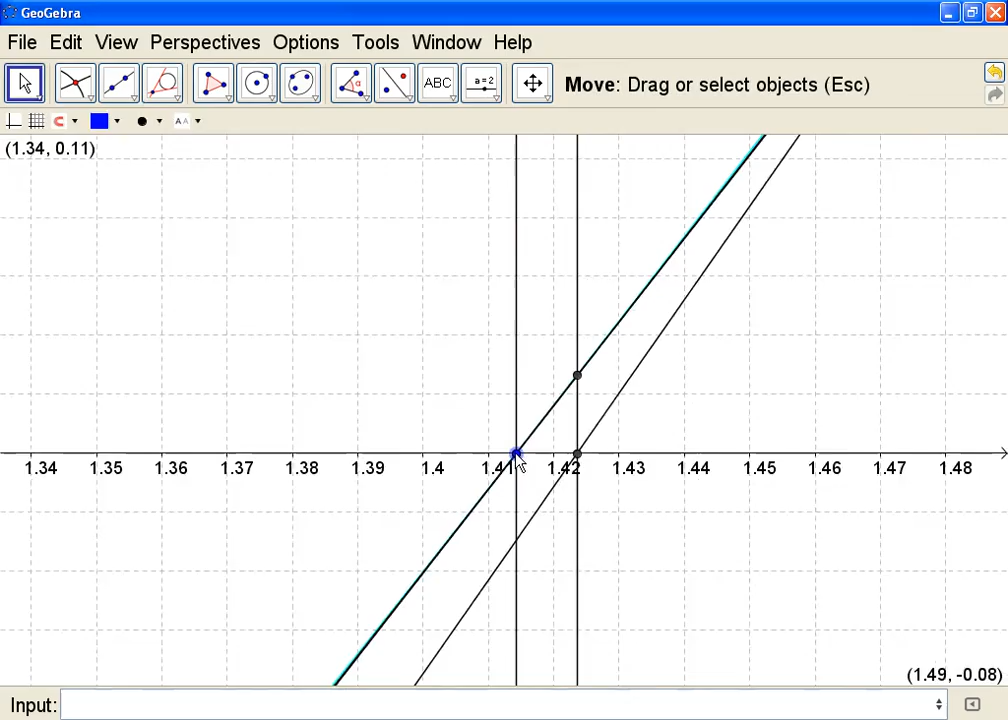 GeoGebra
File Edit View Perspectives Options Tools Window Help
ABC a=2 Move: Drag or select objects (Esc)
A A
(1.34, 0.11)
1.34 1.35 1.36 1.37 1.38 1.39 1.4 1.41 1.42 1.43 1.44 1.45 1.46 1.47 1.48
(1.49, -0.08)
Input: